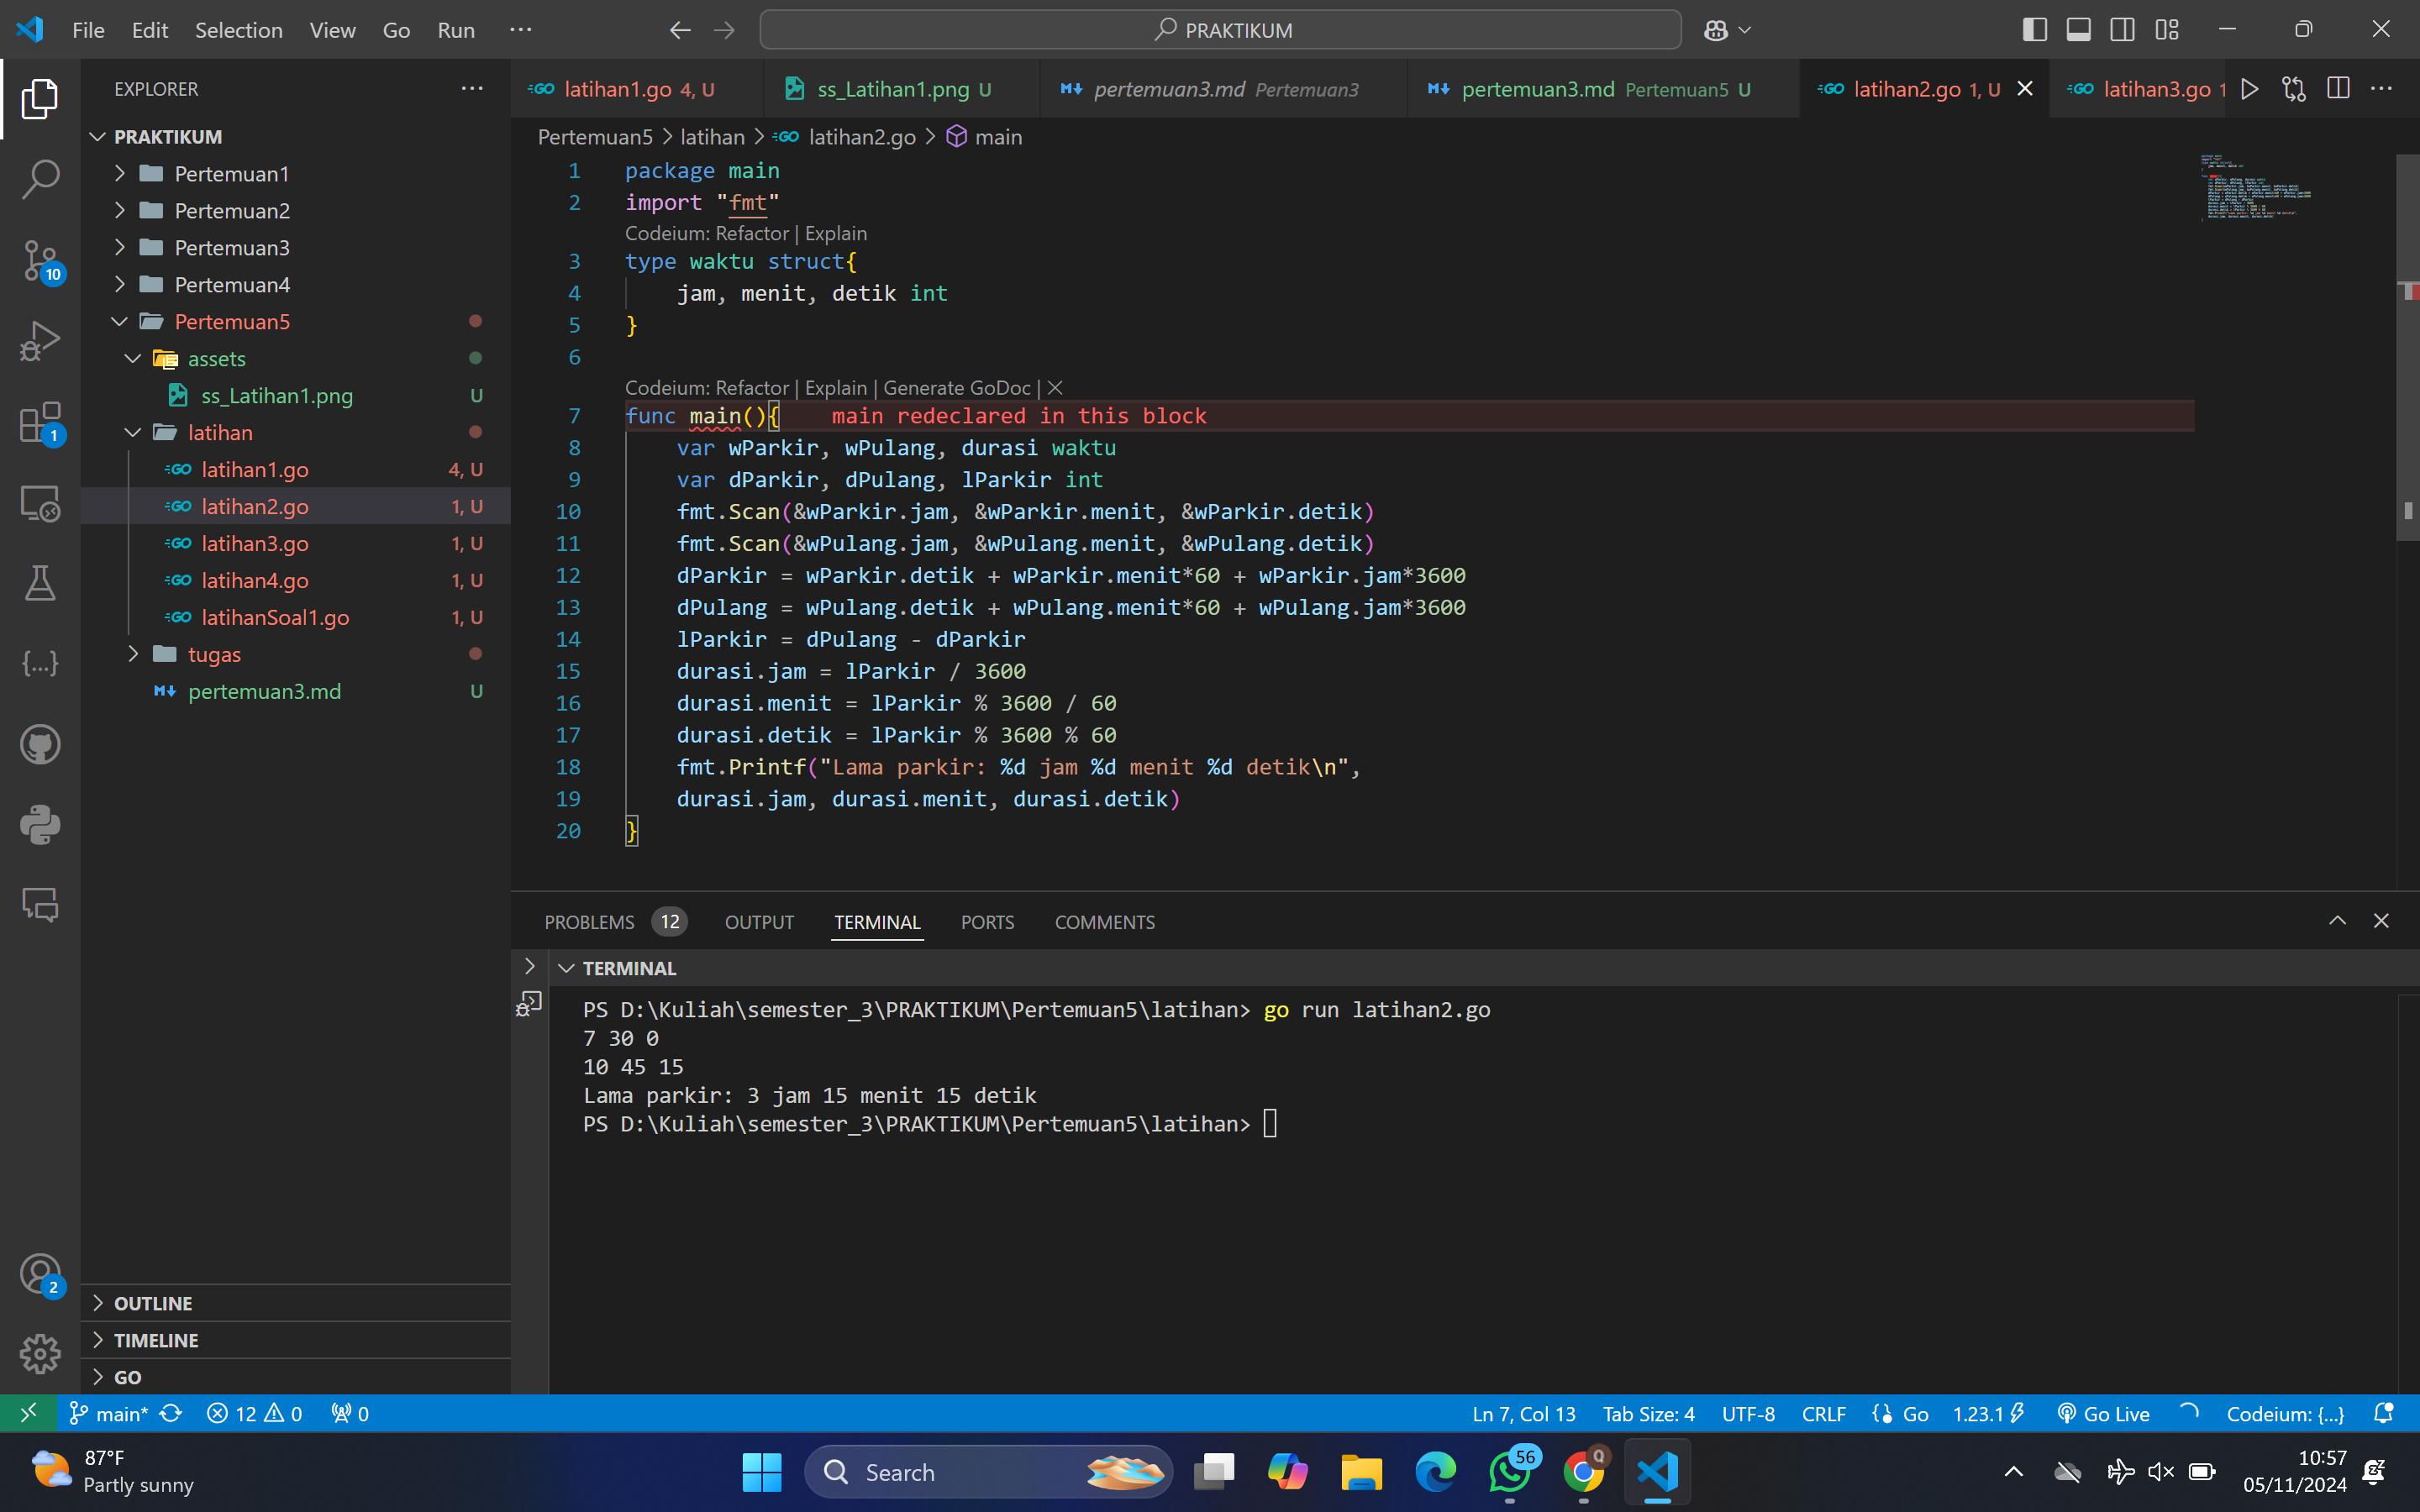 File Edit Selection View Go Run ···
PRAKTIKUM
EXPLORER
PRAKTIKUM
Pertemuan1
Pertemuan2
Pertemuan3
Pertemuan4
Pertemuan5
assets
ss_Latihan1.png U
latihan
latihan1.go 4, U
latihan2.go 1, U
latihan3.go 1, U
latihan4.go 1, U
latihanSoal1.go 1, U
tugas
pertemuan3.md U
OUTLINE
TIMELINE
GO
10
1
2
latihan1.go 4, U
ss_Latihan1.png U
pertemuan3.md Pertemuan3
pertemuan3.md Pertemuan5 U
latihan2.go 1, U
latihan3.go 1
Pertemuan5 > latihan > latihan2.go > main
1 package main
2 import "fmt"
Codeium: Refactor | Explain
3 type waktu struct{
4 jam, menit, detik int
5 }
6
Codeium: Refactor | Explain | Generate GoDoc | ×
7 func main(){ main redeclared in this block
8 var wParkir, wPulang, durasi waktu
9 var dParkir, dPulang, lParkir int
10 fmt.Scan(&wParkir.jam, &wParkir.menit, &wParkir.detik)
11 fmt.Scan(&wPulang.jam, &wPulang.menit, &wPulang.detik)
12 dParkir = wParkir.detik + wParkir.menit*60 + wParkir.jam*3600
13 dPulang = wPulang.detik + wPulang.menit*60 + wPulang.jam*3600
14 lParkir = dPulang - dParkir
15 durasi.jam = lParkir / 3600
16 durasi.menit = lParkir % 3600 / 60
17 durasi.detik = lParkir % 3600 % 60
18 fmt.Printf("Lama parkir: %d jam %d menit %d detik\n",
19 durasi.jam, durasi.menit, durasi.detik)
20 }
PROBLEMS 12 OUTPUT TERMINAL PORTS COMMENTS
TERMINAL
PS D:\Kuliah\semester_3\PRAKTIKUM\Pertemuan5\latihan> go run latihan2.go
7 30 0
10 45 15
Lama parkir: 3 jam 15 menit 15 detik
PS D:\Kuliah\semester_3\PRAKTIKUM\Pertemuan5\latihan>
main* 12 0 0 Ln 7, Col 13 Tab Size: 4 UTF-8 CRLF Go 1.23.1 Go Live Codeium: {...}
87°F
Partly sunny
Search
56
Q
10:57
05/11/2024